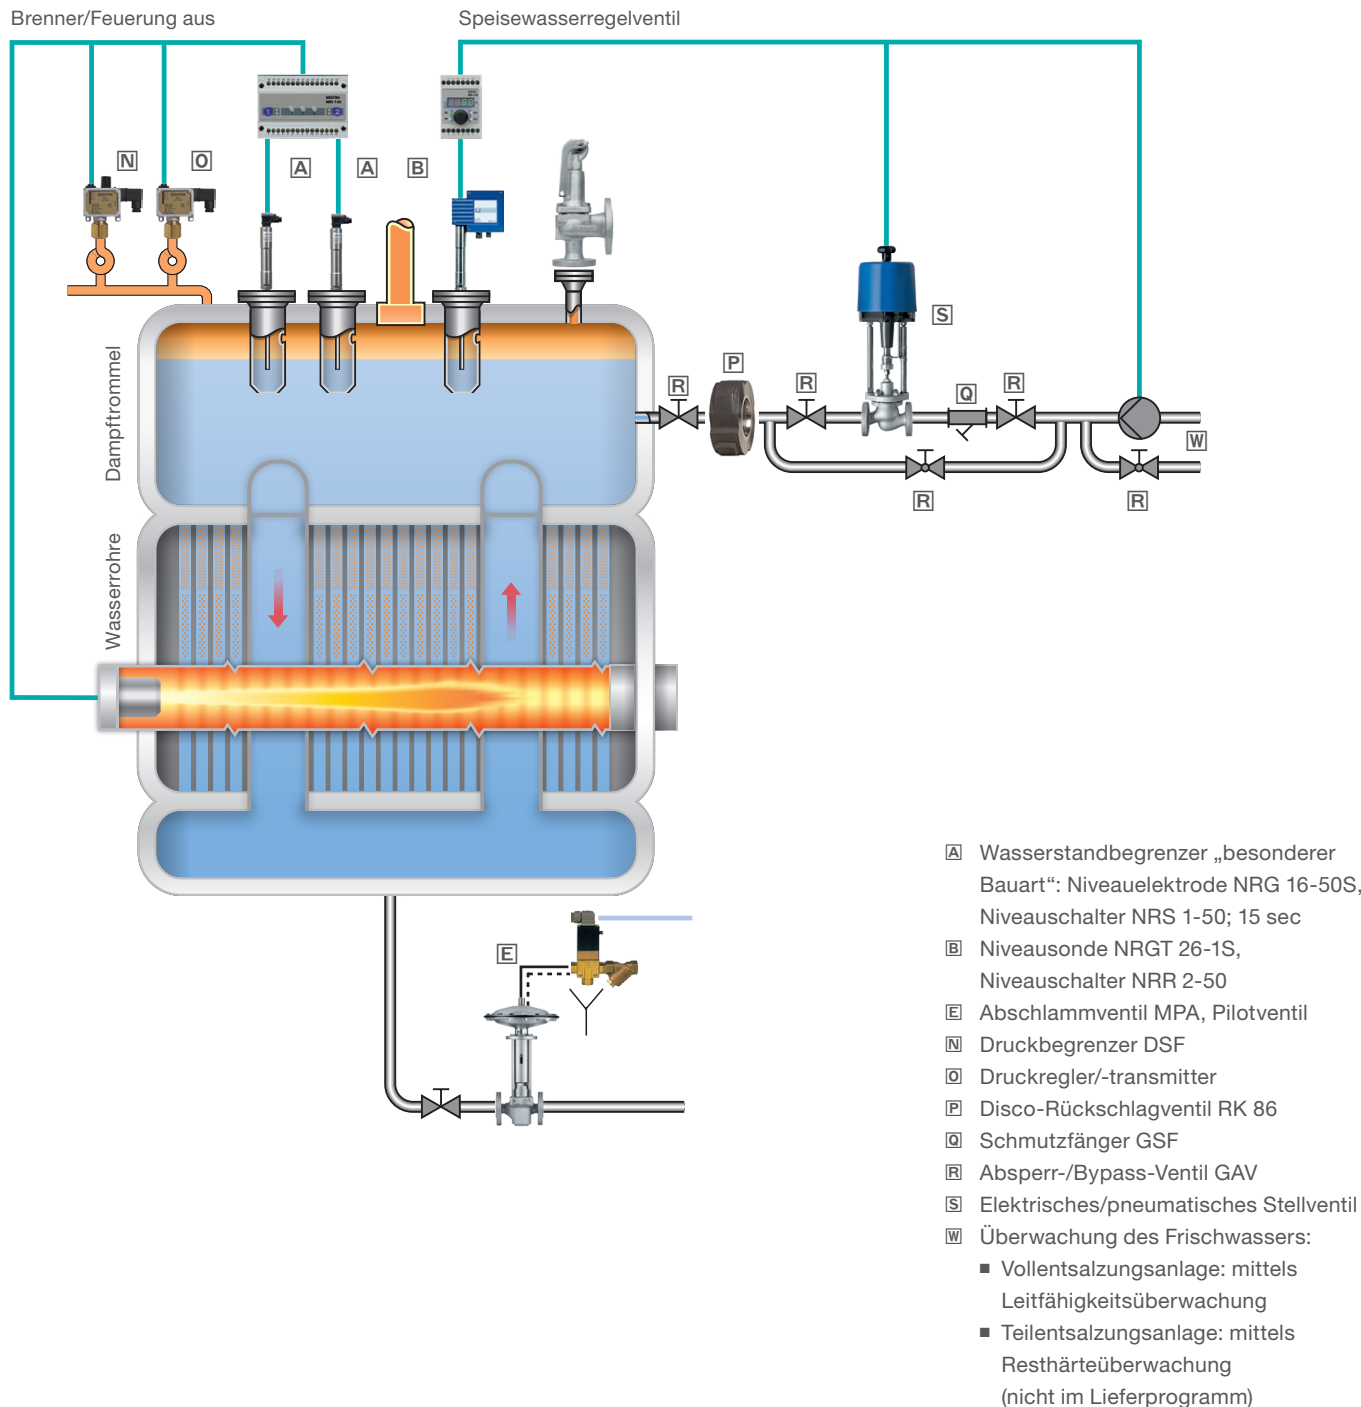 Brenner/Feuerung aus
Speisewasserregelventil
N
O
A
A
B
S
P
R
R
Q
R
W
R
R
Dampftrommel
Wasserrohre
E
A Wasserstandbegrenzer „besonderer
Bauart“: Niveauelektrode NRG 16-50S,
Niveauschalter NRS 1-50; 15 sec
B Niveausonde NRGT 26-1S,
Niveauschalter NRR 2-50
E Abschlammventil MPA, Pilotventil
N Druckbegrenzer DSF
O Druckregler/-transmitter
P Disco-Rückschlagventil RK 86
Q Schmutzfänger GSF
R Absperr-/Bypass-Ventil GAV
S Elektrisches/pneumatisches Stellventil
W Überwachung des Frischwassers:
■ Vollentsalzungsanlage: mittels
Leitfähigkeitsüberwachung
■ Teilentsalzungsanlage: mittels
Resthärteüberwachung
(nicht im Lieferprogramm)